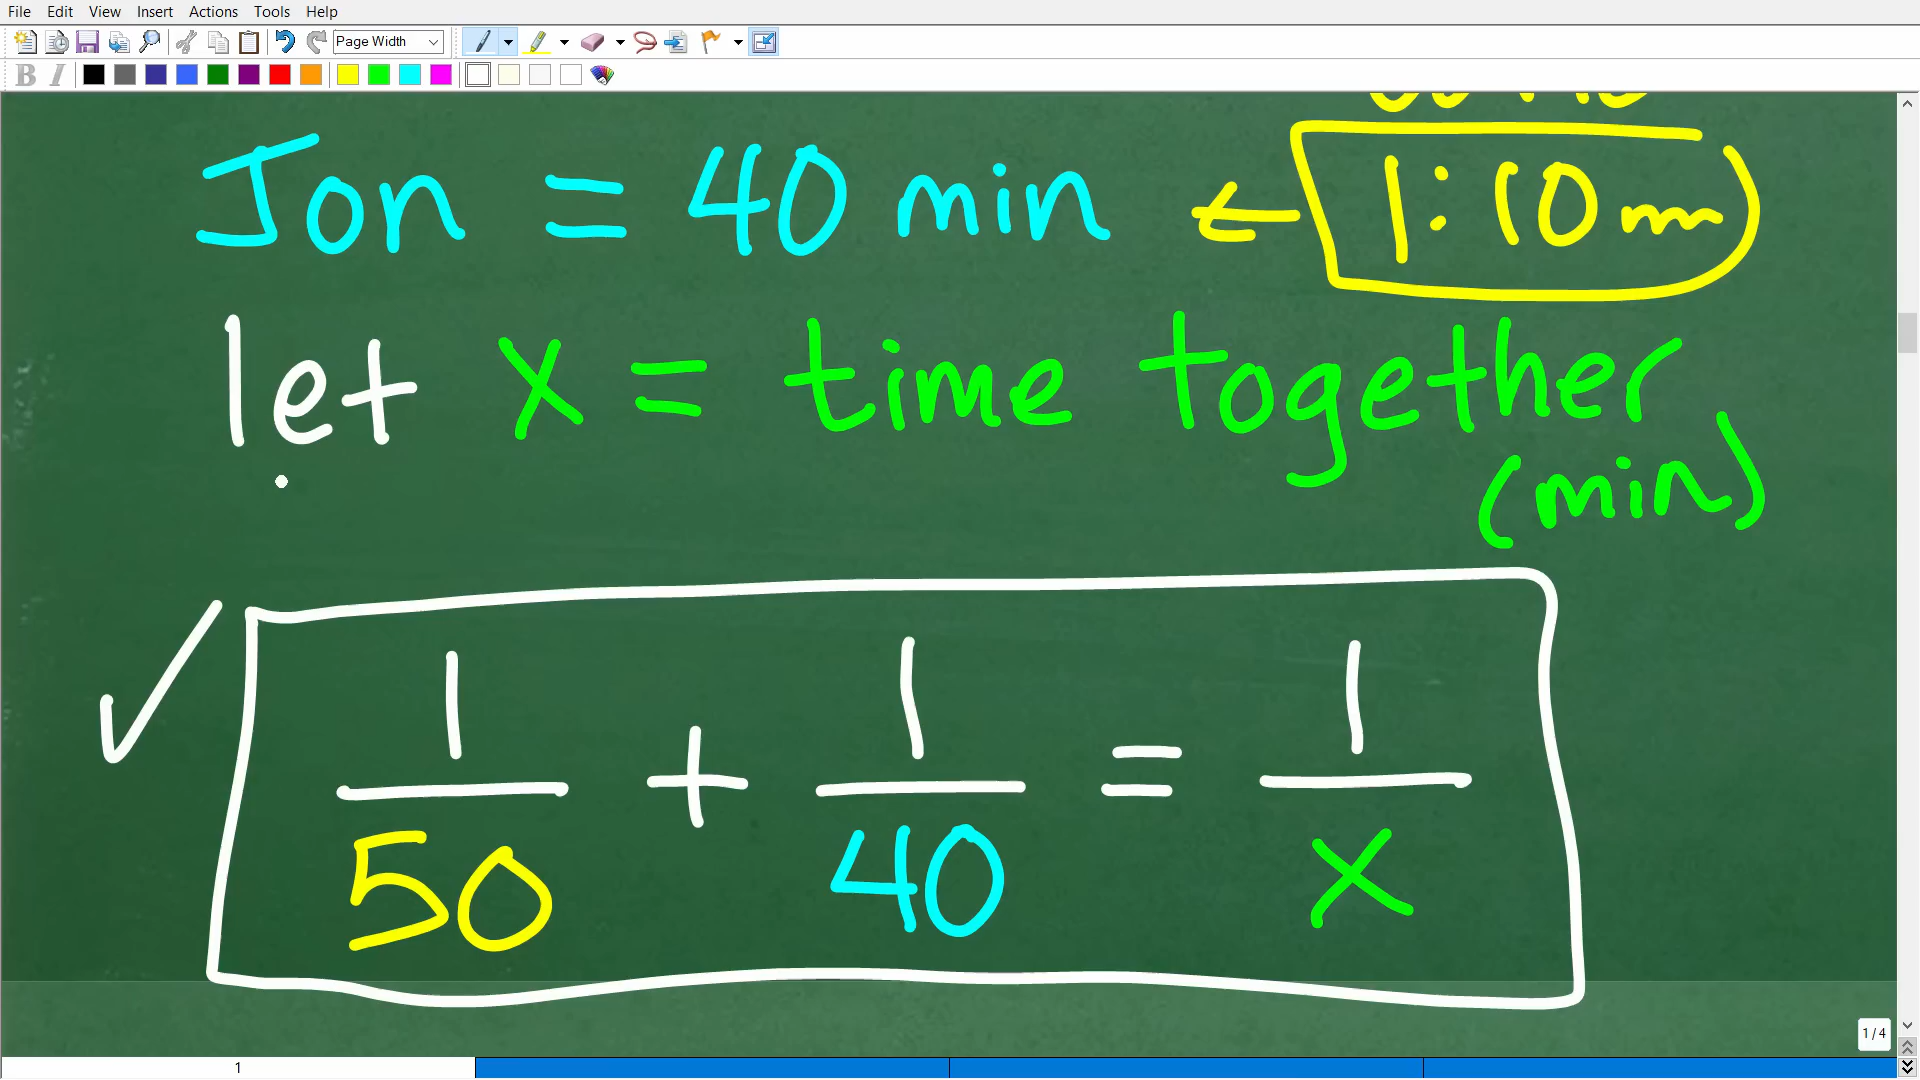 File Edit View Insert Actions Tools Help
Page Width
B I
Jon = 40 min ← 1:10m
let x = time together
(min)
1/50 + 1/40 = 1/x
1 / 4
1